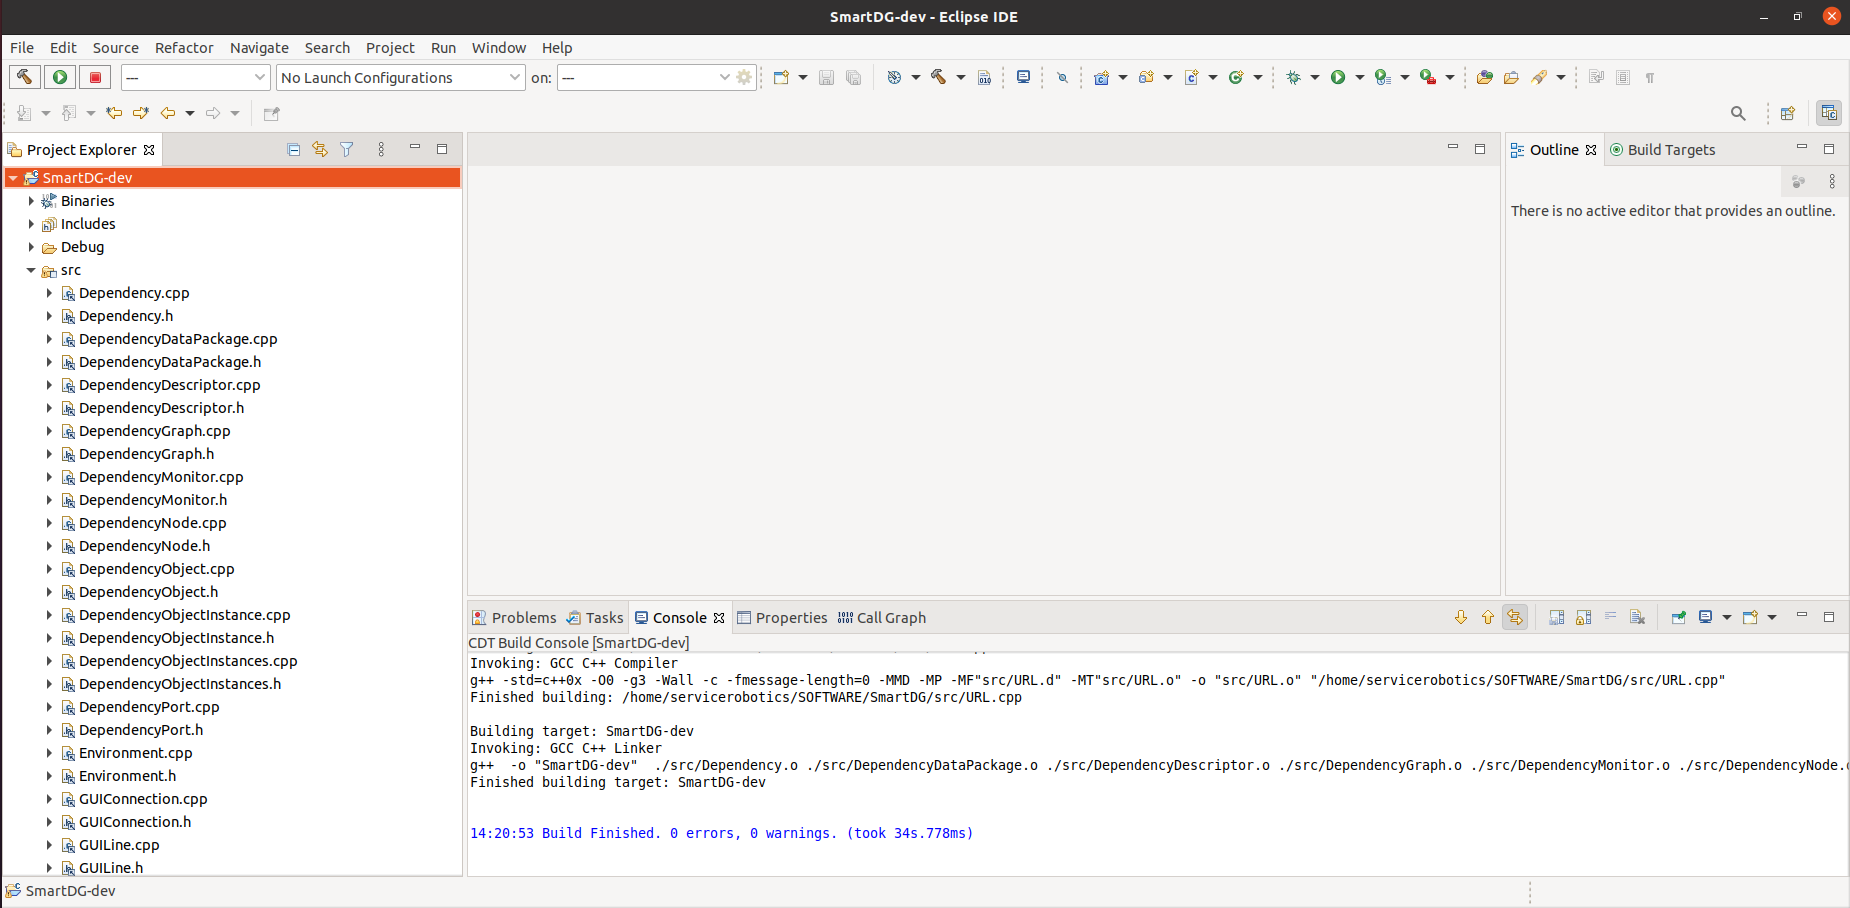 SmartDG-dev - Eclipse IDE
File Edit Source Refactor Navigate Search Project Run Window Help
--- No Launch Configurations on: ---
Project Explorer
SmartDG-dev
Binaries
Includes
Debug
src
Dependency.cpp
Dependency.h
DependencyDataPackage.cpp
DependencyDataPackage.h
DependencyDescriptor.cpp
DependencyDescriptor.h
DependencyGraph.cpp
DependencyGraph.h
DependencyMonitor.cpp
DependencyMonitor.h
DependencyNode.cpp
DependencyNode.h
DependencyObject.cpp
DependencyObject.h
DependencyObjectInstance.cpp
DependencyObjectInstance.h
DependencyObjectInstances.cpp
DependencyObjectInstances.h
DependencyPort.cpp
DependencyPort.h
Environment.cpp
Environment.h
GUIConnection.cpp
GUIConnection.h
GUILine.cpp
GUILine.h
Outline Build Targets
There is no active editor that provides an outline.
Problems Tasks Console Properties Call Graph
CDT Build Console [SmartDG-dev]
Invoking: GCC C++ Compiler
g++ -std=c++0x -O0 -g3 -Wall -c -fmessage-length=0 -MMD -MP -MF"src/URL.d" -MT"src/URL.o" -o "src/URL.o" "/home/servicerobotics/SOFTWARE/SmartDG/src/URL.cpp"
Finished building: /home/servicerobotics/SOFTWARE/SmartDG/src/URL.cpp
Building target: SmartDG-dev
Invoking: GCC C++ Linker
g++  -o "SmartDG-dev"  ./src/Dependency.o ./src/DependencyDataPackage.o ./src/DependencyDescriptor.o ./src/DependencyGraph.o ./src/DependencyMonitor.o ./src/DependencyNode.o
Finished building target: SmartDG-dev
14:20:53 Build Finished. 0 errors, 0 warnings. (took 34s.778ms)
SmartDG-dev